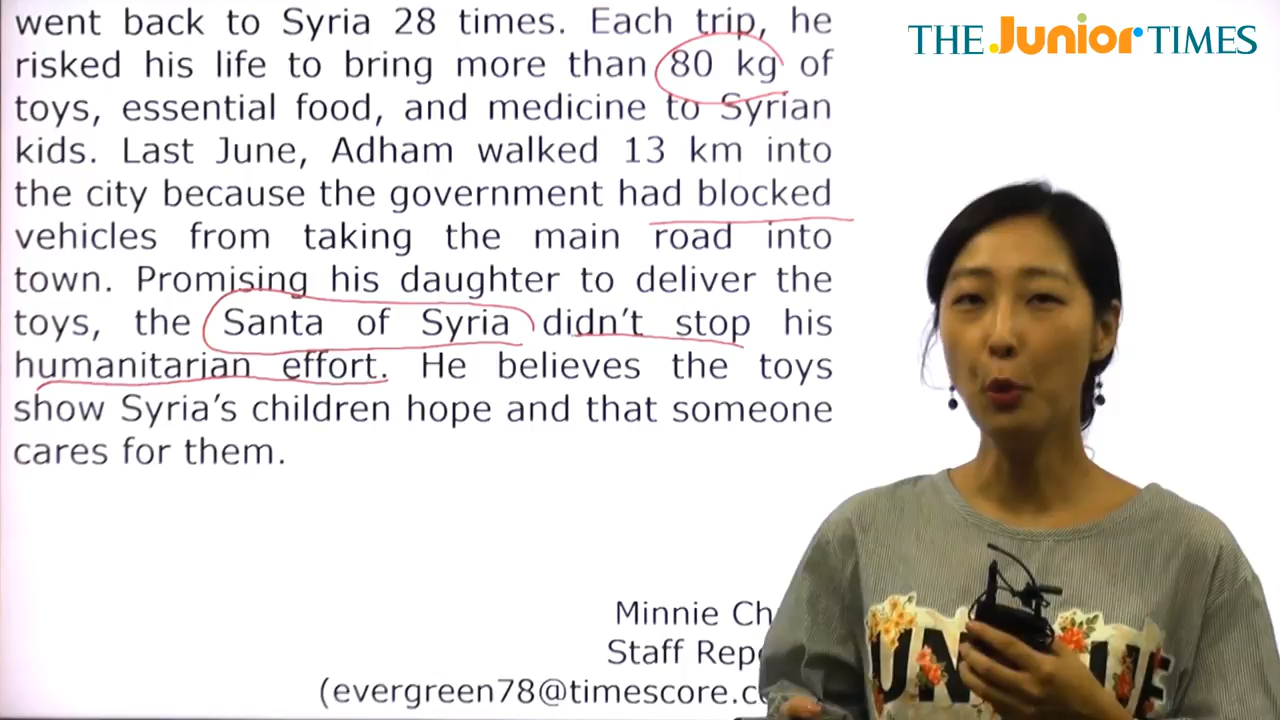 went back to Syria 28 times. Each trip, he
risked his life to bring more than 80 kg of
toys, essential food, and medicine to Syrian
kids. Last June, Adham walked 13 km into
the city because the government had blocked
vehicles from taking the main road into
town. Promising his daughter to deliver the
toys, the Santa of Syria didn't stop his
humanitarian effort. He believes the toys
show Syria's children hope and that someone
cares for them.
Minnie
Staff
THE Junior TIMES